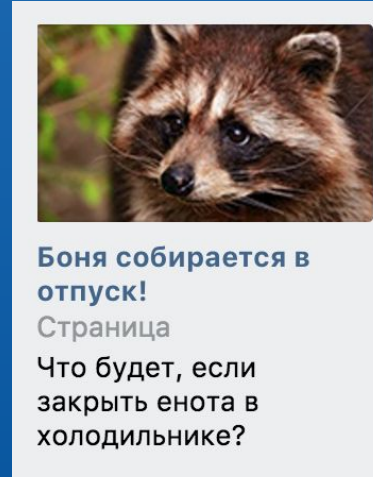 Боня собирается в
отпуск!
Страница
Что будет, если
закрыть енота в
холодильнике?